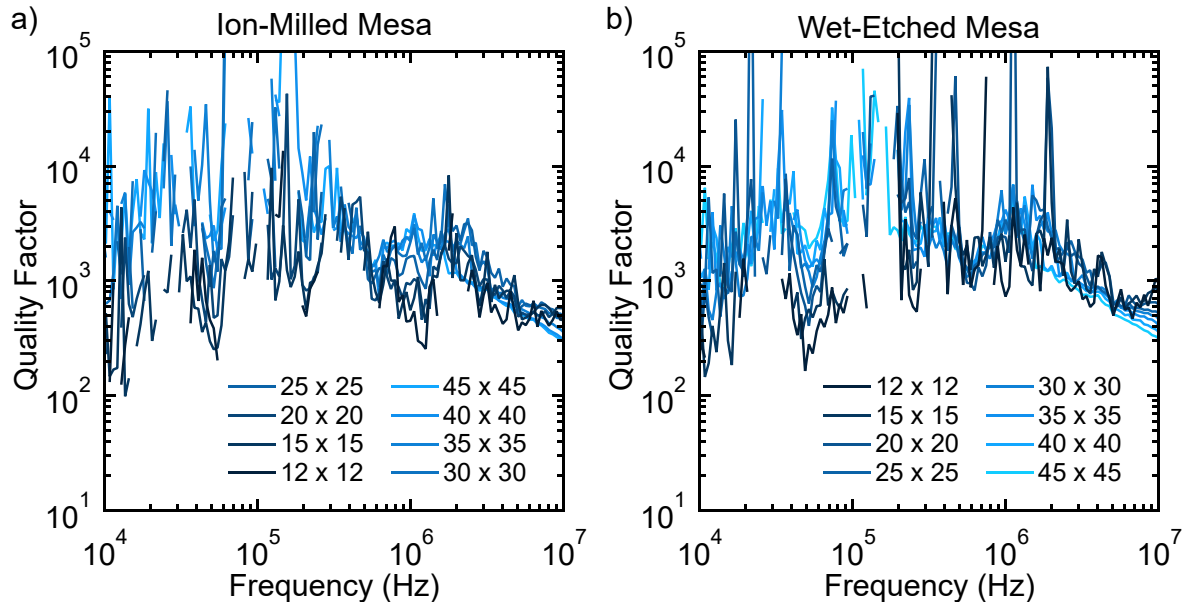 a) Ion-Milled Mesa
Quality Factor
10^5
10^4
10^3
10^2
10^1
25 x 25
20 x 20
15 x 15
12 x 12
45 x 45
40 x 40
35 x 35
30 x 30
10^4 10^5 10^6 10^7
Frequency (Hz)
b) Wet-Etched Mesa
Quality Factor
10^5
10^4
10^3
10^2
10^1
12 x 12
15 x 15
20 x 20
25 x 25
30 x 30
35 x 35
40 x 40
45 x 45
10^4 10^5 10^6 10^7
Frequency (Hz)